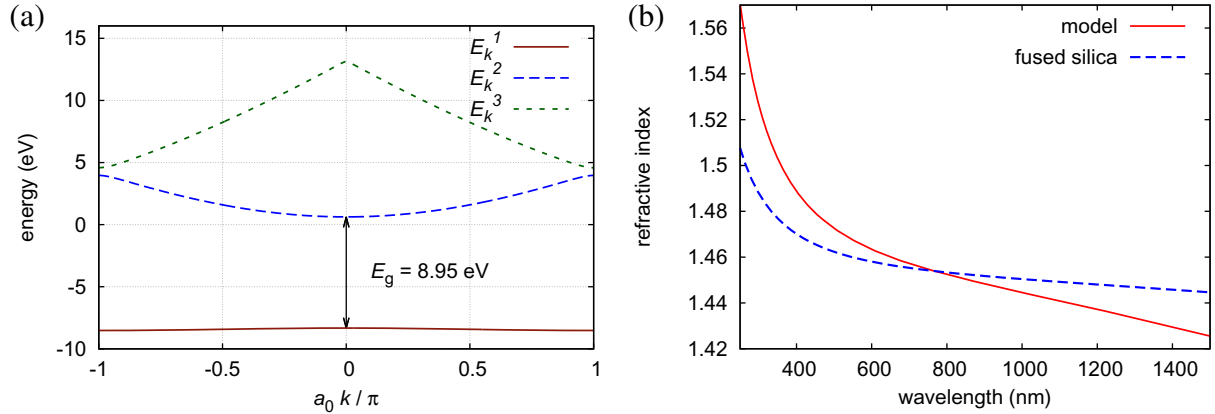 (a)
15
10
5
0
-5
-10
-1
-0.5
0
0.5
1
energy (eV)
a₀ k / π
E_k^1
E_k^2
E_k^3
E_g = 8.95 eV
(b)
1.56
1.54
1.52
1.5
1.48
1.46
1.44
1.42
400
600
800
1000
1200
1400
refractive index
wavelength (nm)
model
fused silica